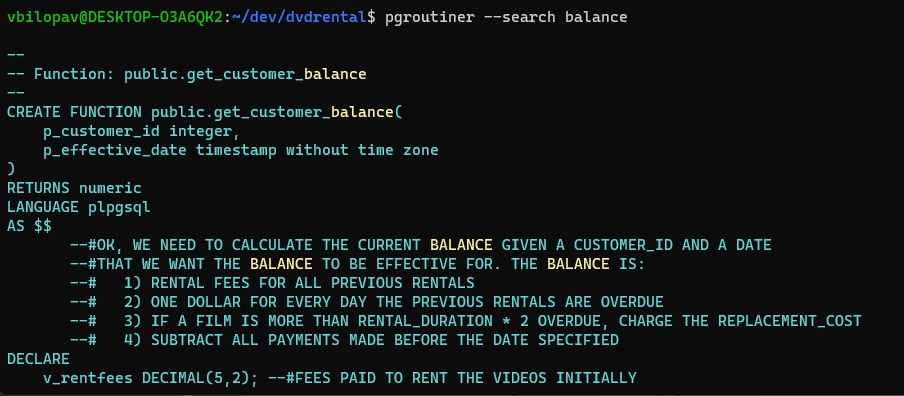 vbilopav@DESKTOP-O3A6QK2:~/dev/dvdrental$ pgroutiner --search balance
--
-- Function: public.get_customer_balance
--
CREATE FUNCTION public.get_customer_balance(
    p_customer_id integer,
    p_effective_date timestamp without time zone
)
RETURNS numeric
LANGUAGE plpgsql
AS $$
       --#OK, WE NEED TO CALCULATE THE CURRENT BALANCE GIVEN A CUSTOMER_ID AND A DATE
       --#THAT WE WANT THE BALANCE TO BE EFFECTIVE FOR. THE BALANCE IS:
       --#   1) RENTAL FEES FOR ALL PREVIOUS RENTALS
       --#   2) ONE DOLLAR FOR EVERY DAY THE PREVIOUS RENTALS ARE OVERDUE
       --#   3) IF A FILM IS MORE THAN RENTAL_DURATION * 2 OVERDUE, CHARGE THE REPLACEMENT_COST
       --#   4) SUBTRACT ALL PAYMENTS MADE BEFORE THE DATE SPECIFIED
DECLARE
    v_rentfees DECIMAL(5,2); --#FEES PAID TO RENT THE VIDEOS INITIALLY